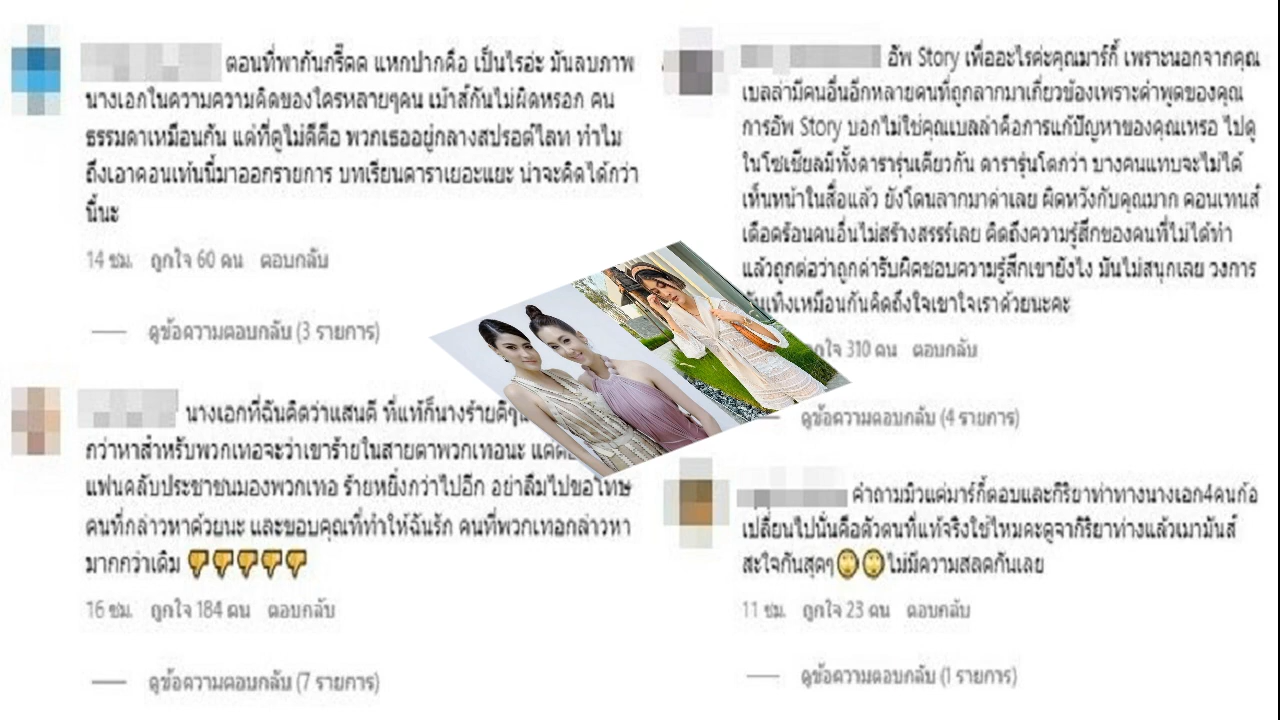 ตอนที่พากันกรี๊ดด แหกปากคือ เป็นไรอ่ะ มันลบภาพ
นางเอกในความความคิดของใครหลายๆคน เม้าส์กันไม่ผิดหรอก คน
ธรรมดาเหมือนกัน แต่ที่ดูไม่ดีคือ พวกเธออยู่กลางสปรอต์ไลท ทำไม
ถึงเอาคอนเท้นนี้มาออกรายการ บทเรียนดาราเยอะแยะ น่าจะคิดได้กว่า
นี้นะ
14 ชม. ถูกใจ 60 คน ตอบกลับ
ดูข้อความตอบกลับ (3 รายการ)
นางเอกที่ฉันคิดว่าแสนดี ที่แท้ก็นางร้ายดีๆ
กว่าหาสำหรับพวกเทอจะว่าเขาร้ายในสายตาพวกเทอนะ
แฟนคลับประชาชนมองพวกเทอ ร้ายหยิ่งกว่าไปอีก อย่าลืมไปขอโทษ
คนที่กล่าวหาด้วยนะ และขอบคุณที่ทำให้ฉันรัก คนที่พวกเทอกล่าวหา
มากกว่าเดิม 👎👎👎👎👎
16 ชม. ถูกใจ 184 คน ตอบกลับ
ดูข้อความตอบกลับ (7 รายการ)
อัพ Story เพื่ออะไรค่ะคุณมาร์กี้ เพราะนอกจากคุณ
เบลล่ามีคนอื่นอีกหลายคนที่ถูกลากมาเกี่ยวข้องเพราะคำพูดของคุณ
การอัพ Story บอกไม่ใช่คุณเบลล่าคือการแก้ปัญหาของคุณเหรอ ไปดู
ในโซเชียลมีทั้งดารารุ่นเดียวกัน ดารารุ่นโตกว่า บางคนแทบจะไม่ได้
เห็นหน้าในสื่อแล้ว ยังโดนลากมาด่าเลย ผิดหวังกับคุณมาก คอนเทนส์
เดือดร้อนคนอื่นไม่สร้างสรรร์เลย คิดถึงความรู้สึกของคนที่ไม่ได้ทำ
แล้วถูกต่อว่าถูกด่ารับผิดชอบความรู้สึกเขายังไง มันไม่สนุกเลย วงการ
บันเทิงเหมือนกันคิดถึงใจเขาใจเราด้วยนะคะ
ถูกใจ 310 คน ตอบกลับ
ดูข้อความตอบกลับ (4 รายการ)
คำถามมิวแต่มาร์กี้ตอบและกิริยาท่าทางนางเอก4คนก้อ
เปลี่ยนไปนั่นคือตัวตนที่แท้จริงใช่ไหมคะดูจากิริยาท่างแล้วเมามันส์
สะใจกันสุดๆ🙄🙄ไม่มีความสลดกันเลย
11 ชม. ถูกใจ 23 คน ตอบกลับ
ดูข้อความตอบกลับ (1 รายการ)